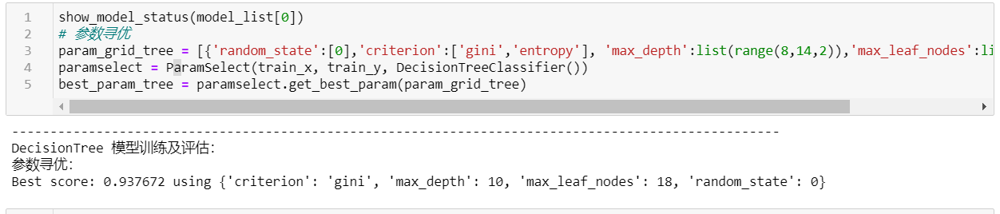 1 show_model_status(model_list[0])
2 # 参数寻优
3 param_grid_tree = [{'random_state':[0],'criterion':['gini','entropy'], 'max_depth':list(range(8,14,2)),'max_leaf_nodes':li
4 paramselect = ParamSelect(train_x, train_y, DecisionTreeClassifier())
5 best_param_tree = paramselect.get_best_param(param_grid_tree)
----------------------------------------------------------------------------------------------------
DecisionTree 模型训练及评估:
参数寻优:
Best score: 0.937672 using {'criterion': 'gini', 'max_depth': 10, 'max_leaf_nodes': 18, 'random_state': 0}